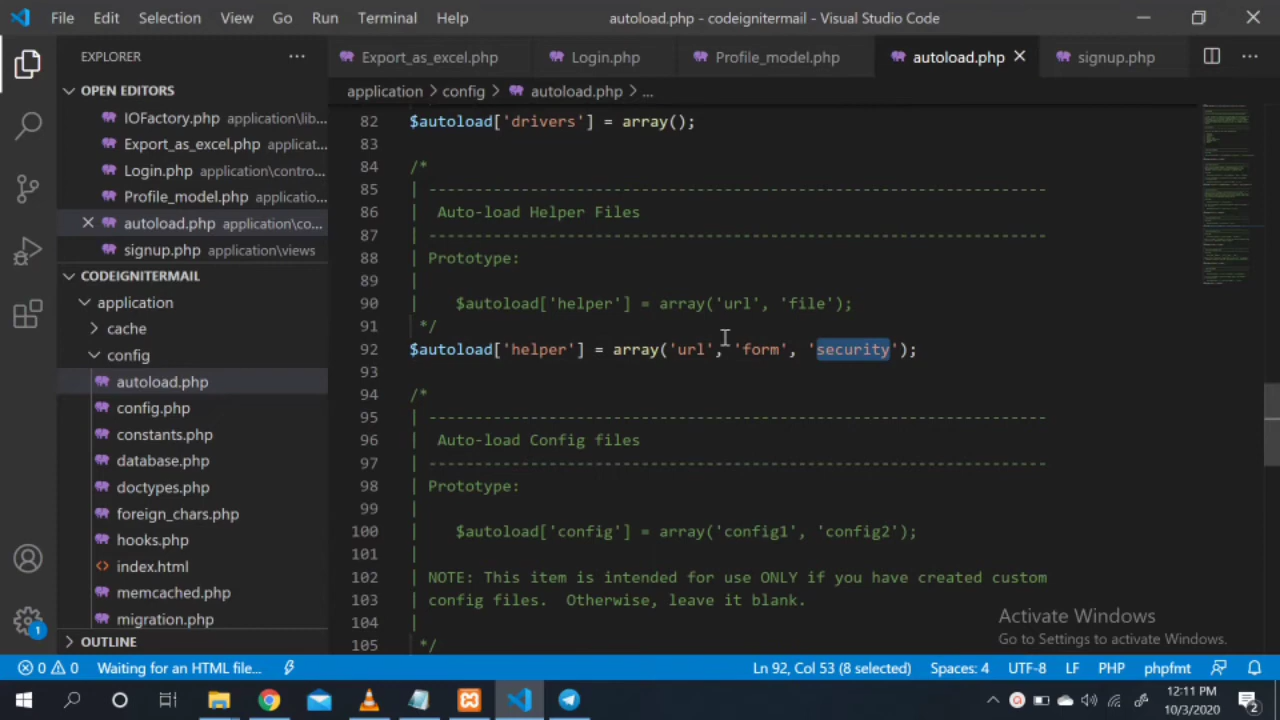 File Edit Selection View Go Run Terminal Help autoload.php - codeignitermail - Visual Studio Code
EXPLORER
Export_as_excel.php Login.php Profile_model.php autoload.php signup.php
OPEN EDITORS
IOFactory.php application\lib...
Export_as_excel.php applicat...
Login.php application\contro...
Profile_model.php applicatio...
autoload.php application\co...
signup.php application\views
CODEIGNITERMAIL
application
cache
config
autoload.php
config.php
constants.php
database.php
doctypes.php
foreign_chars.php
hooks.php
index.html
memcached.php
migration.php
OUTLINE
application > config > autoload.php > ...
82 $autoload['drivers'] = array();
83
84 /*
85 | -------------------------------------------------------------------
86 | Auto-load Helper Files
87 | -------------------------------------------------------------------
88 | Prototype:
89 |
90 | $autoload['helper'] = array('url', 'file');
91 */
92 $autoload['helper'] = array('url', 'form', 'security');
93
94 /*
95 | -------------------------------------------------------------------
96 | Auto-load Config files
97 | -------------------------------------------------------------------
98 | Prototype:
99 |
100 | $autoload['config'] = array('config1', 'config2');
101 |
102 | NOTE: This item is intended for use ONLY if you have created custom
103 | config files. Otherwise, leave it blank.
104 |
105 */
Activate Windows
Go to Settings to activate Windows.
1
0 0 Waiting for an HTML file... Ln 92, Col 53 (8 selected) Spaces: 4 UTF-8 LF PHP phpfmt
12:11 PM
10/3/2020
2